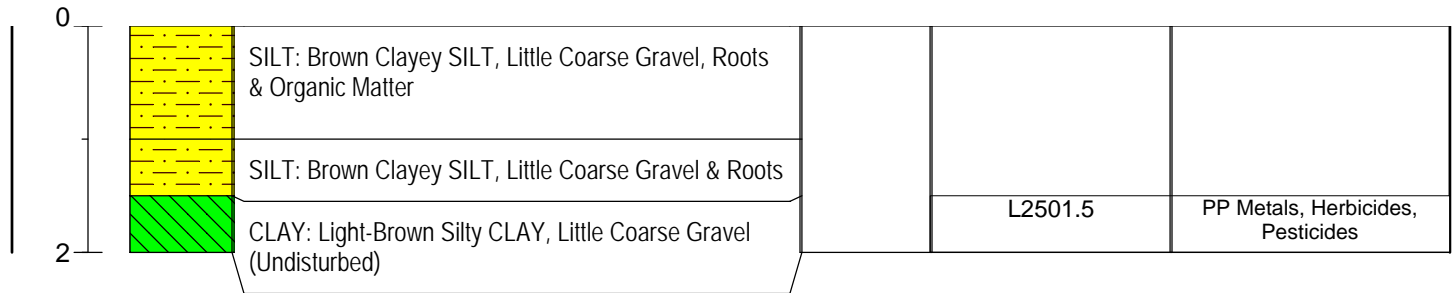 0
SILT: Brown Clayey SILT, Little Coarse Gravel, Roots
& Organic Matter
SILT: Brown Clayey SILT, Little Coarse Gravel & Roots
CLAY: Light-Brown Silty CLAY, Little Coarse Gravel
(Undisturbed)
L2501.5
PP Metals, Herbicides,
Pesticides
2